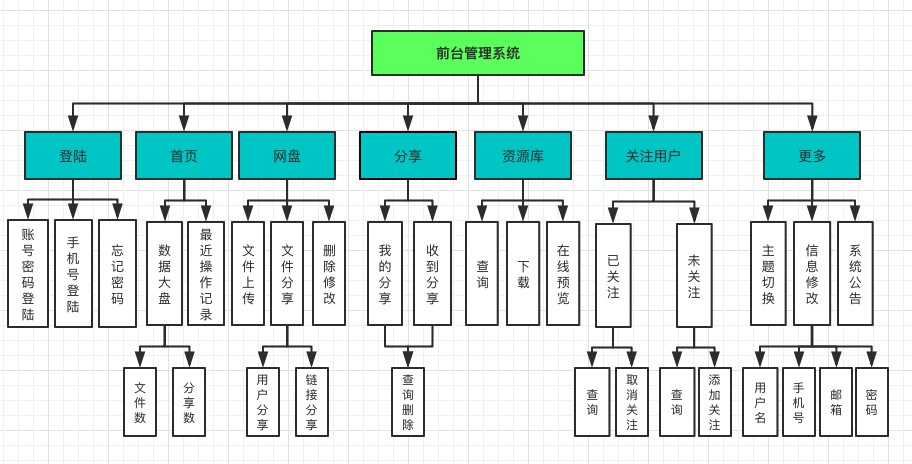 前台管理系统
登陆
首页
网盘
分享
资源库
关注用户
更多
账号密码登陆
手机号登陆
忘记密码
数据大盘
最近操作记录
文件上传
文件分享
删除修改
我的分享
收到分享
查询
下载
在线预览
已关注
未关注
主题切换
信息修改
系统公告
文件数
分享数
用户分享
链接分享
查询删除
查询
取消关注
查询
添加关注
用户名
手机号
邮箱
密码